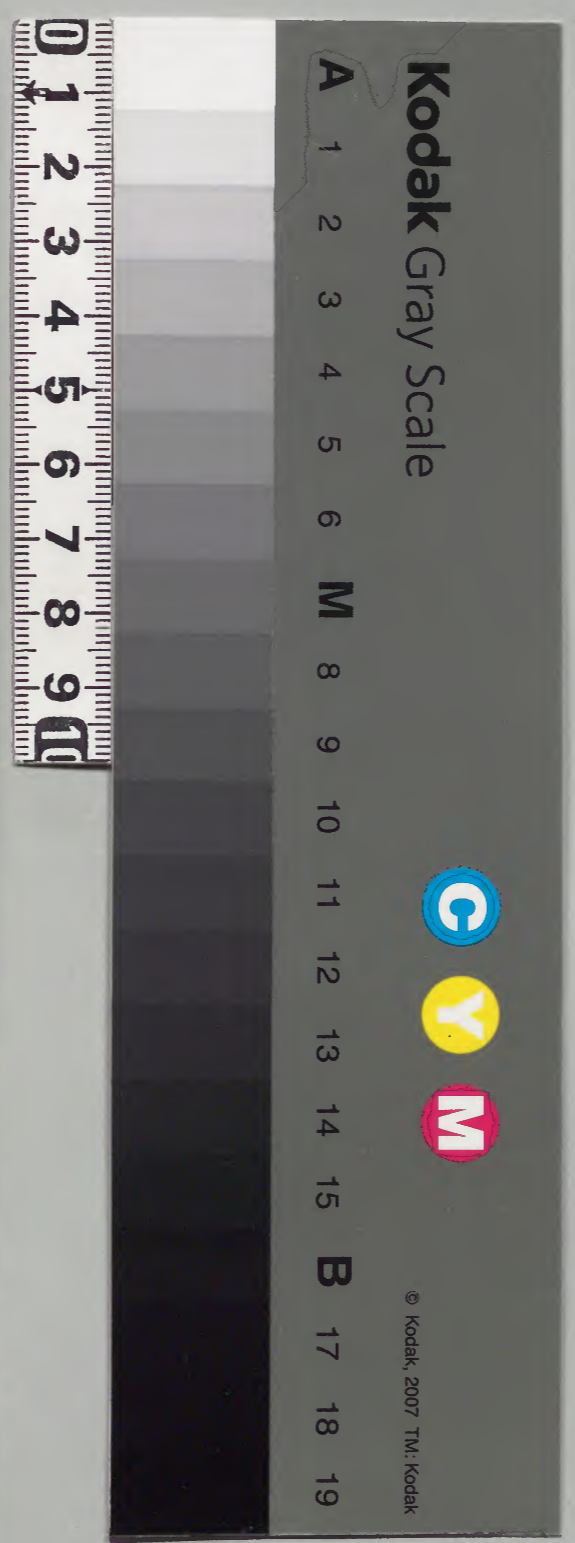 Kodak Gray Scale
A 1 2 3 4 5 6 M 8 9 10 11 12 13 14 15 B 17 18 19
C Y M
© Kodak, 2007 TM: Kodak
0 1 2 3 4 5 6 7 8 9 10